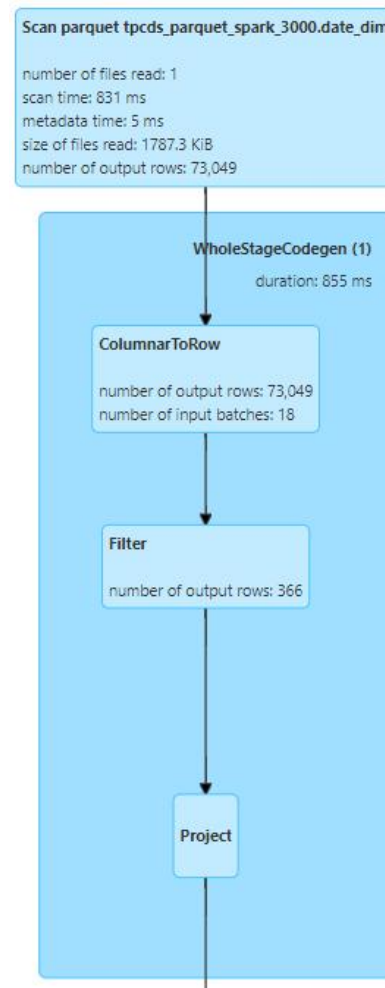 Scan parquet tpcds_parquet_spark_3000.date_dim
number of files read: 1
scan time: 831 ms
metadata time: 5 ms
size of files read: 1787.3 KiB
number of output rows: 73,049
WholeStageCodegen (1)
duration: 855 ms
ColumnarToRow
number of output rows: 73,049
number of input batches: 18
Filter
number of output rows: 366
Project